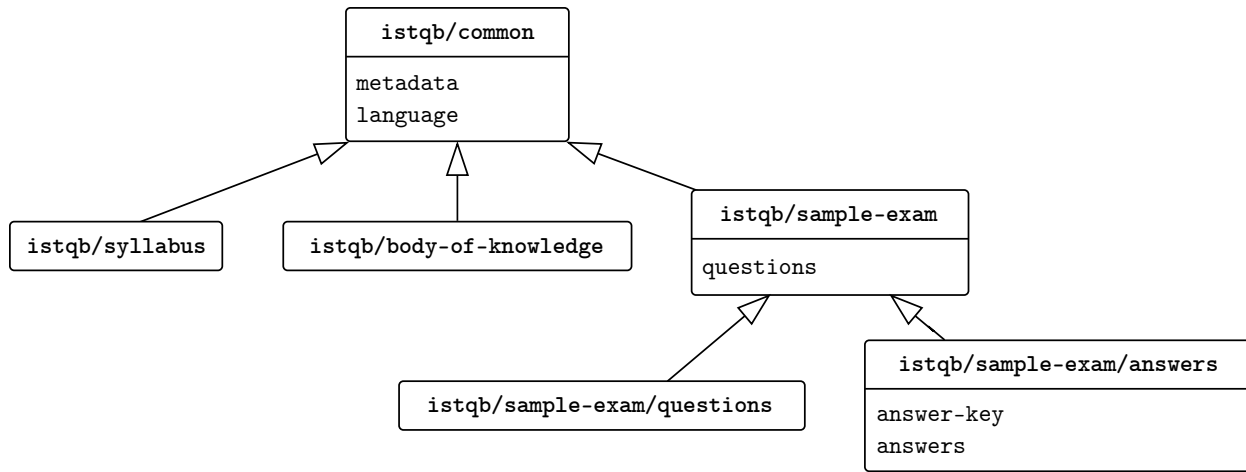 istqb/common
metadata
language
istqb/syllabus
istqb/body-of-knowledge
istqb/sample-exam
questions
istqb/sample-exam/questions
istqb/sample-exam/answers
answer-key
answers